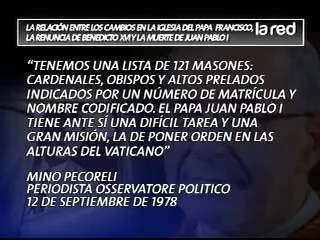 LA RELACIÓN ENTRE LOS CAMBIOS EN LA IGLESIA DEL PAPA FRANCISCO,
LA RENUNCIA DE BENEDICTO XVI Y LA MUERTE DE JUAN PABLO I
la red
“TENEMOS UNA LISTA DE 121 MASONES:
CARDENALES, OBISPOS Y ALTOS PRELADOS
INDICADOS POR UN NÚMERO DE MATRÍCULA Y
NOMBRE CODIFICADO. EL PAPA JUAN PABLO I
TIENE ANTE SÍ UNA DIFÍCIL TAREA Y UNA
GRAN MISIÓN, LA DE PONER ORDEN EN LAS
ALTURAS DEL VATICANO”
MINO PECORELI
PERIODISTA OSSERVATORE POLITICO
12 DE SEPTIEMBRE DE 1978